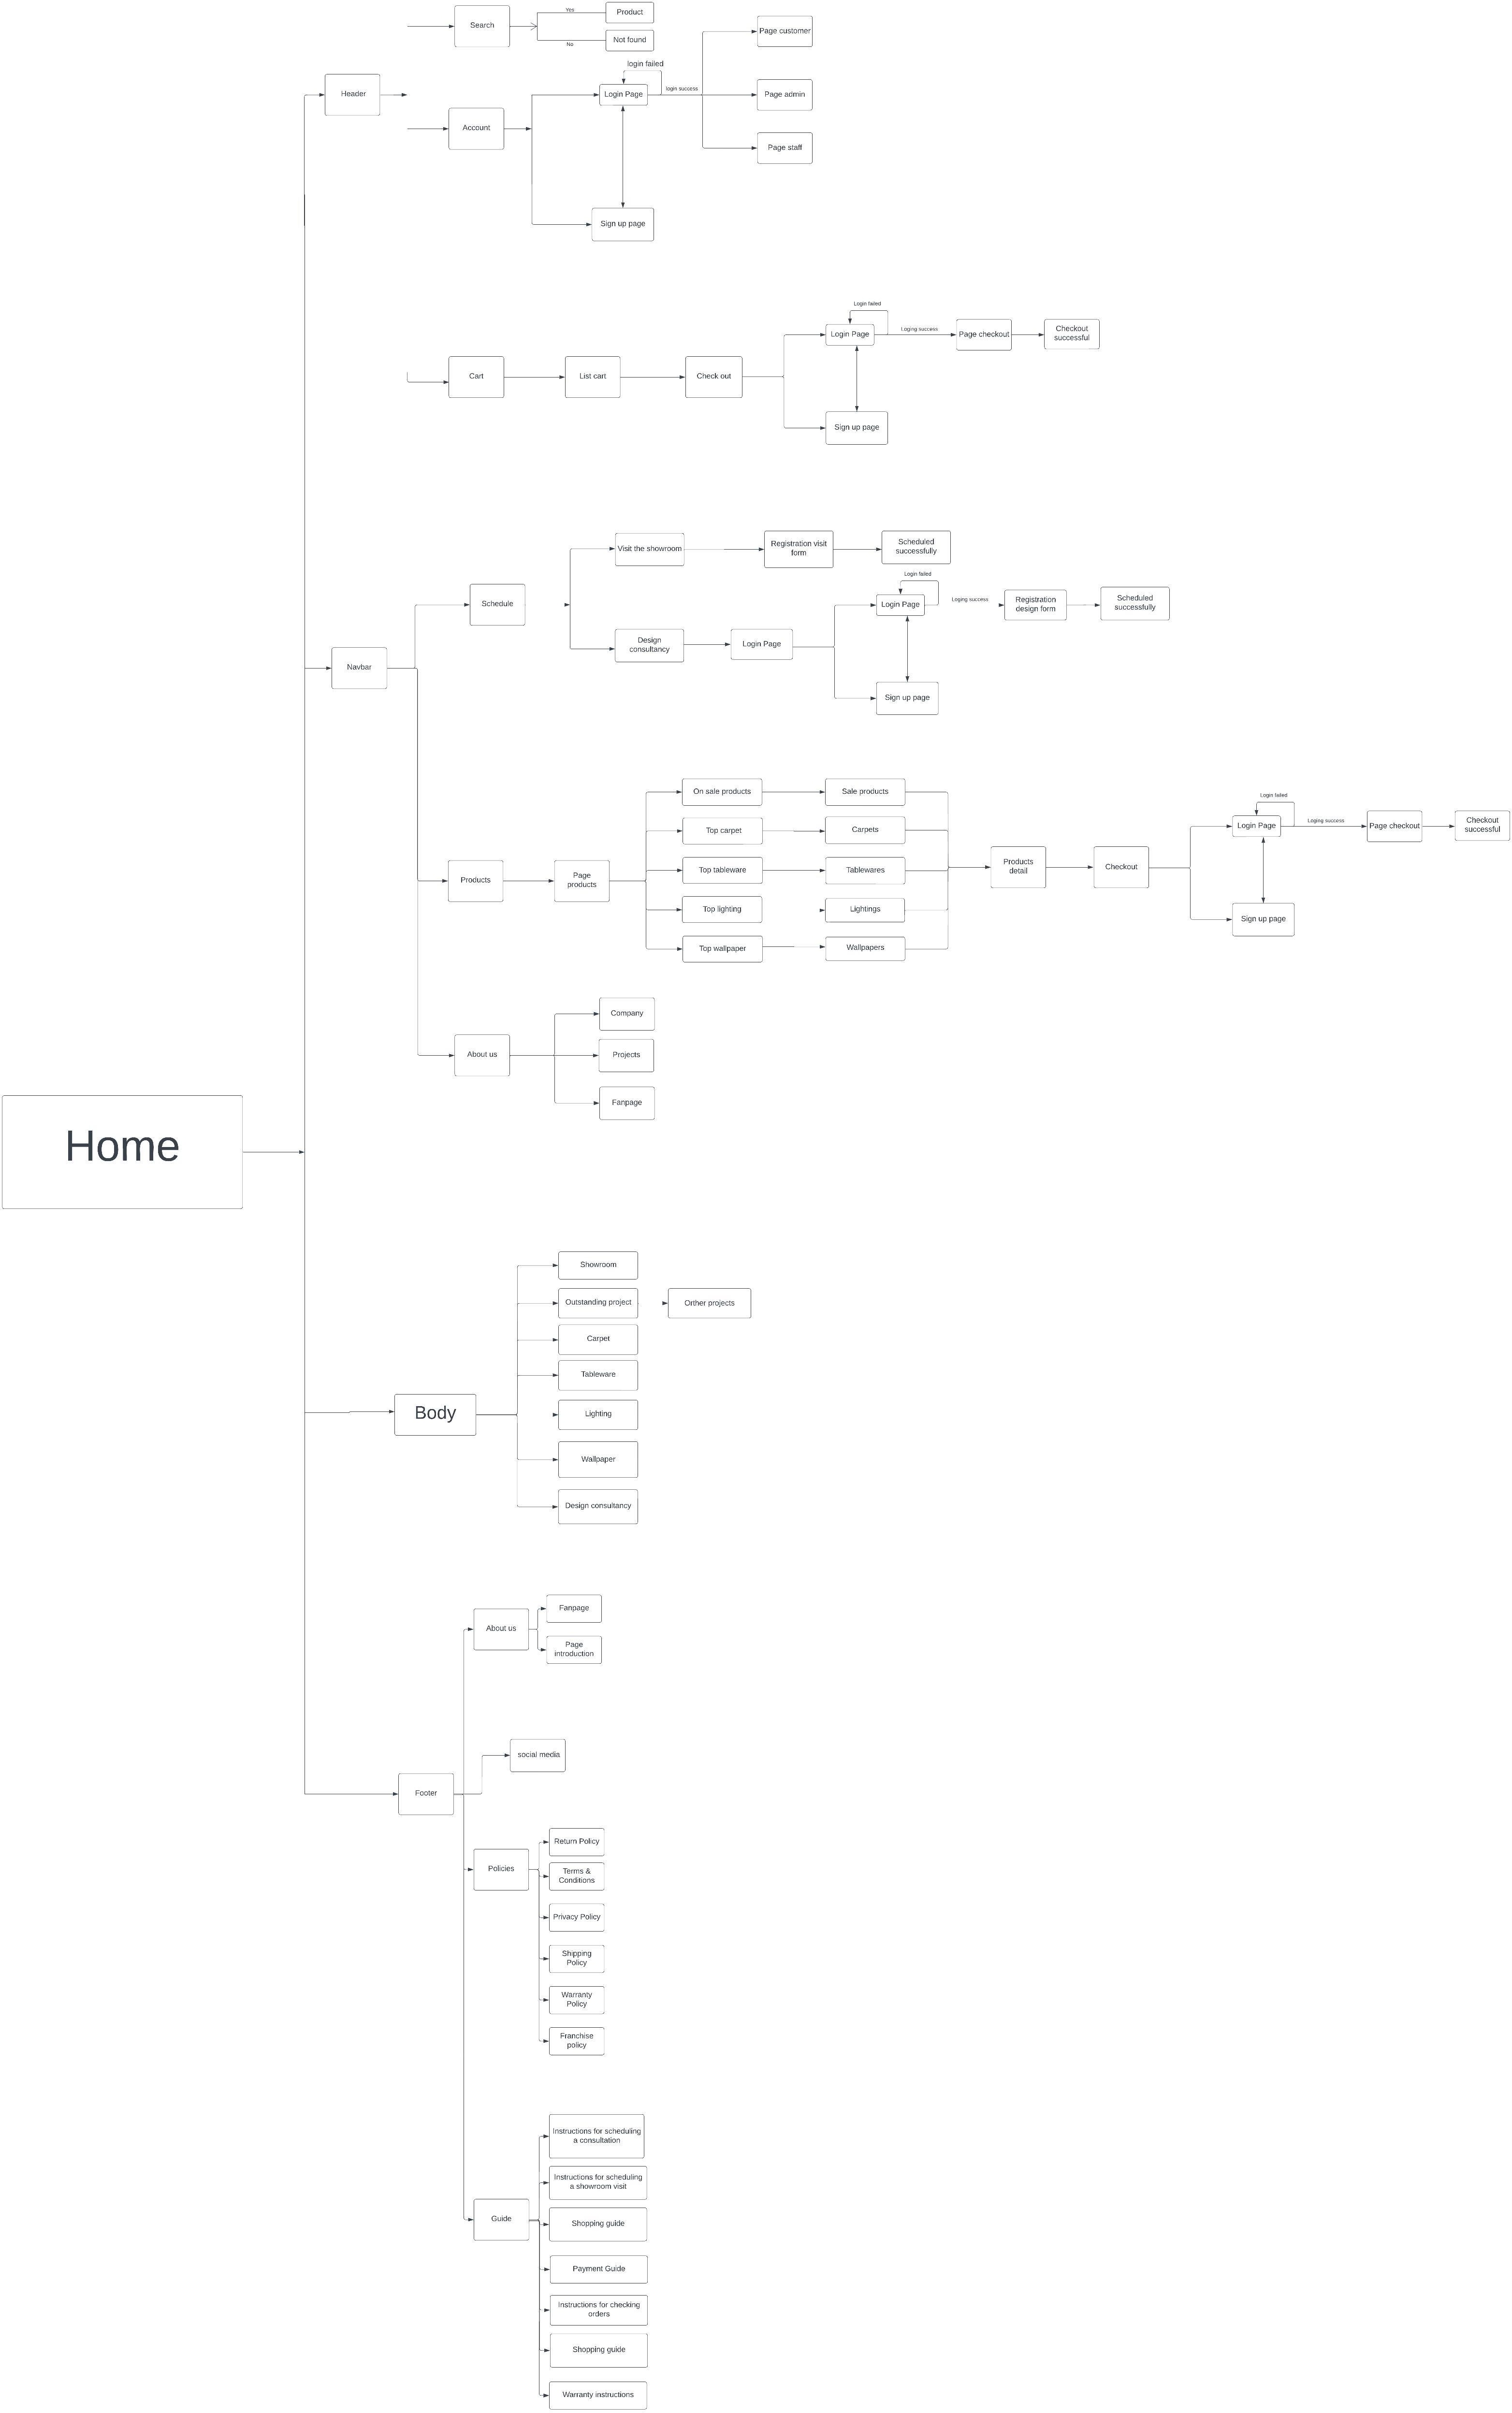 Search
Yes
No
Product
Not found
Page customer
Header
login failed
Login Page
login success
Page admin
Account
Page staff
Sign up page
Login failed
Login Page
Loging success
Page checkout
Checkout
successful
Cart
List cart
Check out
Sign up page
Visit the showroom
Registration visit
form
Scheduled
successfully
Schedule
Login failed
Login Page
Loging success
Registration
design form
Scheduled
successfully
Design
consultancy
Login Page
Navbar
Sign up page
On sale products
Sale products
Login failed
Top carpet
Carpets
Login Page
Loging success
Page checkout
Checkout
successful
Products
Page
products
Top tableware
Tablewares
Products
detail
Checkout
Top lighting
Lightings
Sign up page
Top wallpaper
Wallpapers
Company
About us
Projects
Fanpage
Home
Showroom
Outstanding project
Orther projects
Carpet
Tableware
Body
Lighting
Wallpaper
Design consultancy
About us
Fanpage
Page
introduction
social media
Footer
Policies
Return Policy
Terms &
Conditions
Privacy Policy
Shipping
Policy
Warranty
Policy
Franchise
policy
Instructions for scheduling
a consultation
Instructions for scheduling
a showroom visit
Guide
Shopping guide
Payment Guide
Instructions for checking
orders
Shopping guide
Warranty instructions